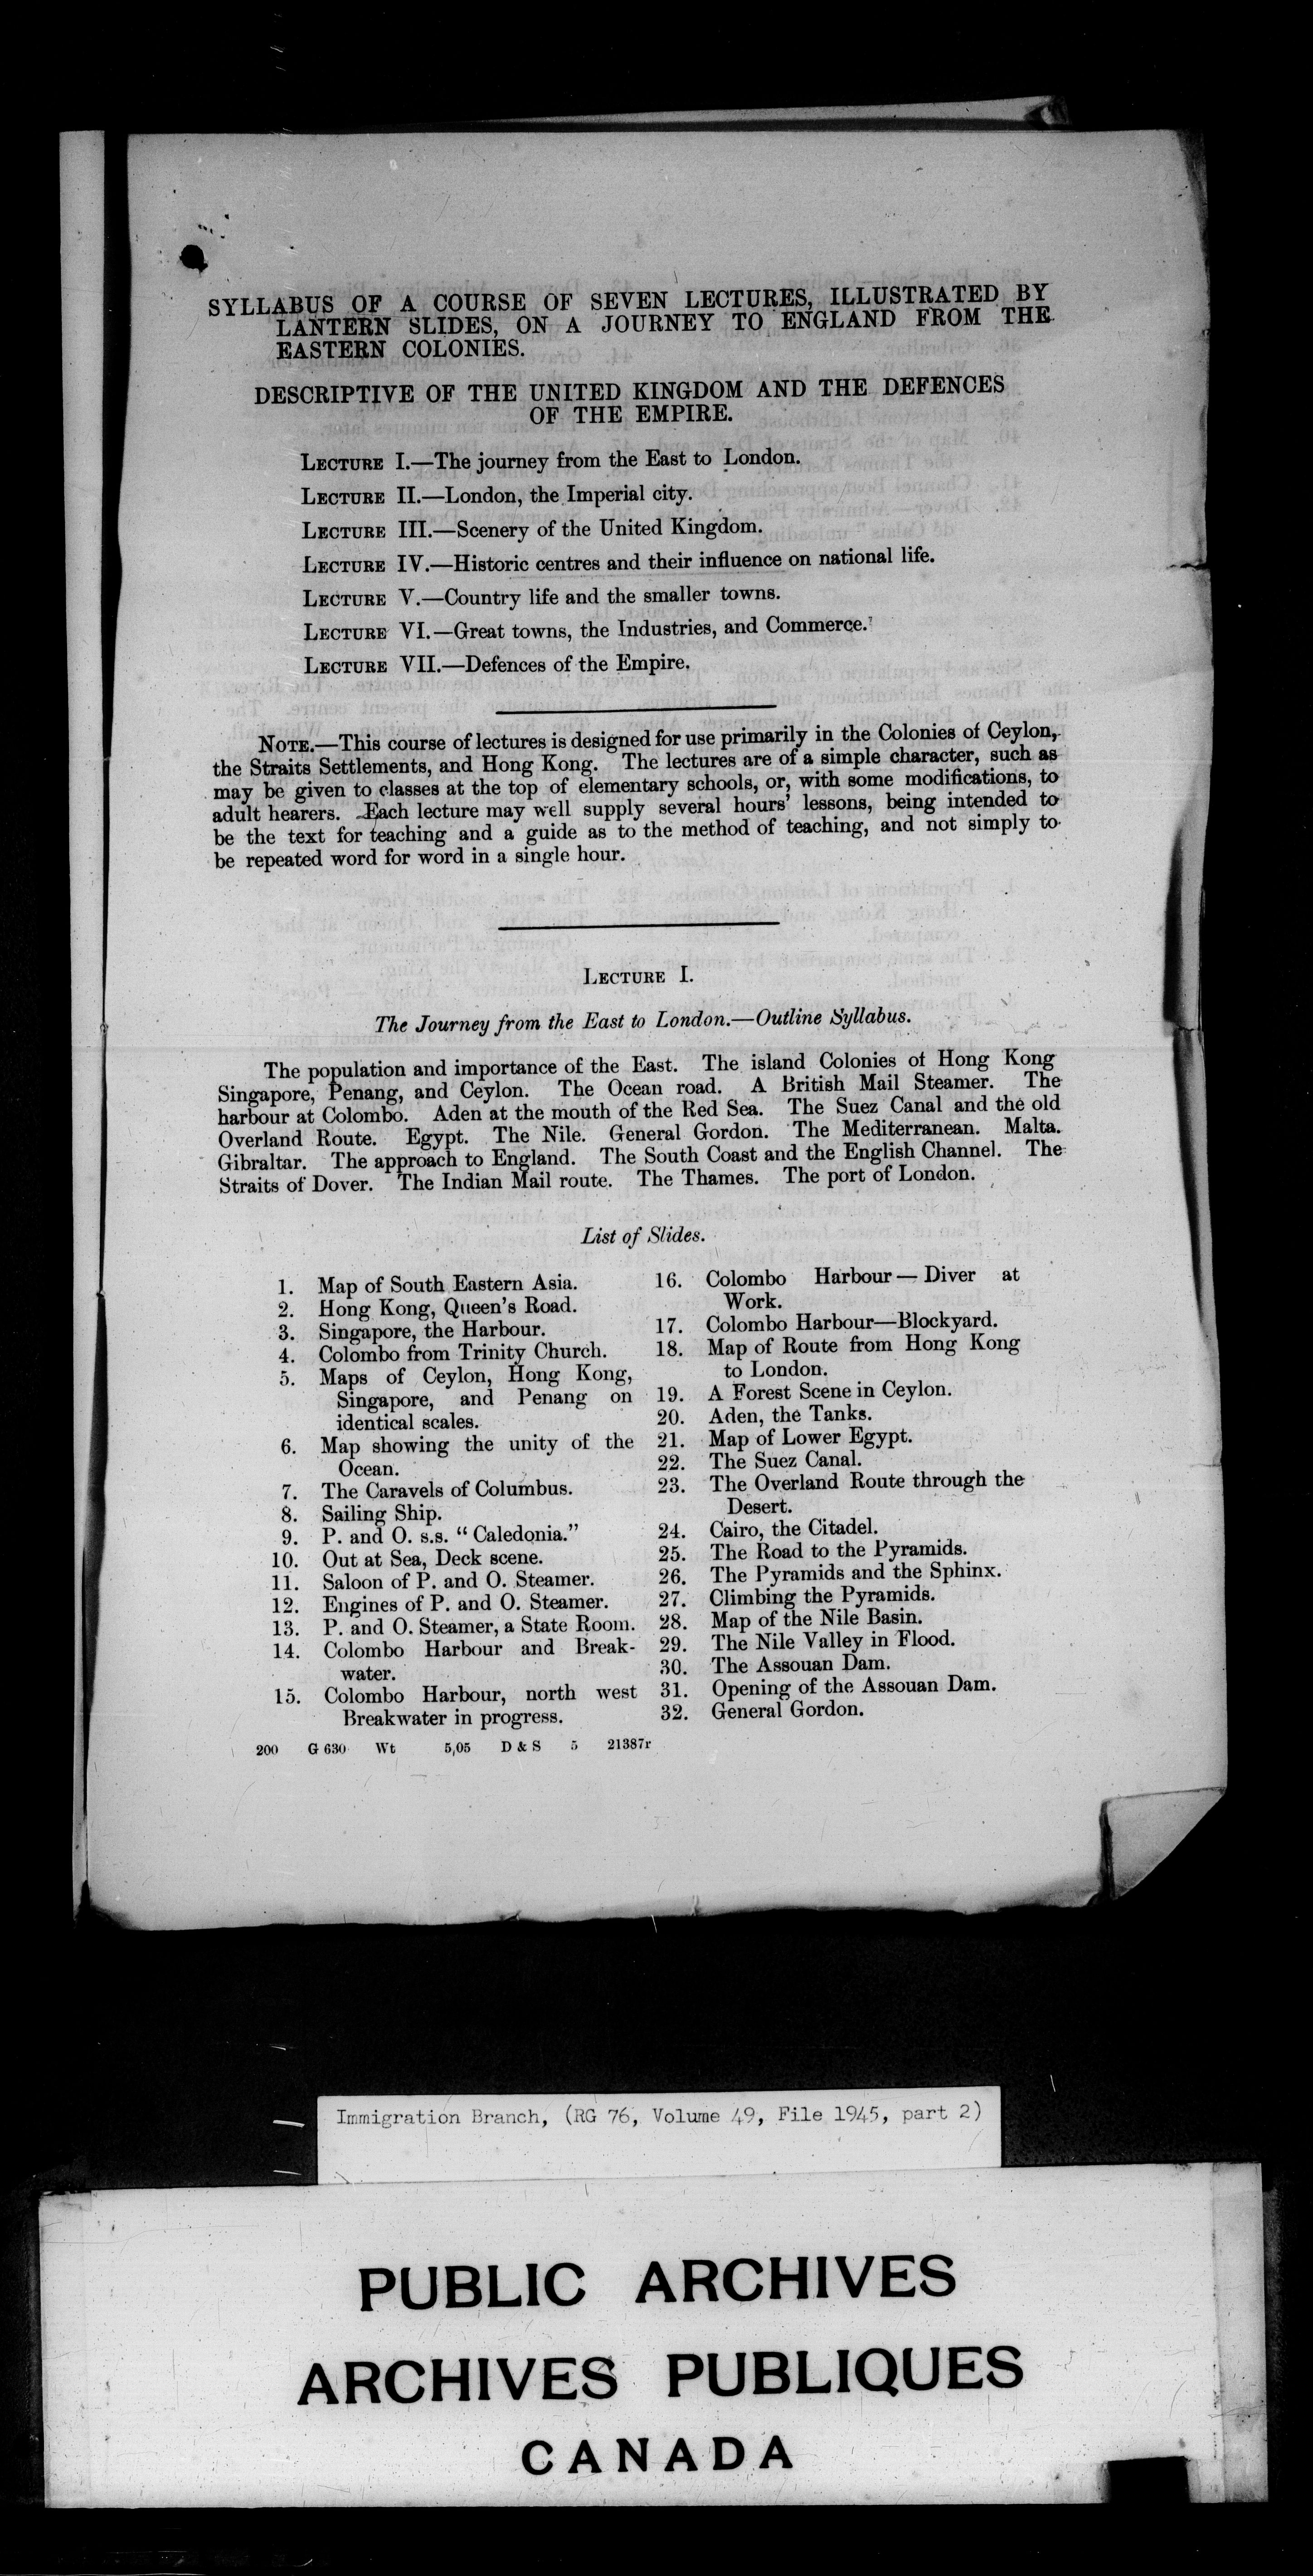 SYLLABUS OF A COURSE OF SEVEN LECTURES, ILLUSTRATED BY
LANTERN SLIDES, ON A JOURNEY TO ENGLAND FROM THE
EASTERN COLONIES.
DESCRIPTIVE OF THE UNITED KINGDOM AND THE DEFENCES
OF THE EMPIRE.
LECTURE I.—The journey from the East to London.
LECTURE II.—London, the Imperial city.
LECTURE III.—Scenery of the United Kingdom.
LECTURE IV.—Historic centres and their influence on national life.
LECTURE V.—Country life and the smaller towns.
LECTURE VI.—Great towns, the Industries, and Commerce.
LECTURE VII.—Defences of the Empire.
NOTE.—This course of lectures is designed for use primarily in the Colonies of Ceylon,
the Straits Settlements, and Hong Kong. The lectures are of a simple character, such as
may be given to classes at the top of elementary schools, or, with some modifications, to
adult hearers. Each lecture may well supply several hours' lessons, being intended to
be the text for teaching and a guide as to the method of teaching, and not simply to
be repeated word for word in a single hour.
LECTURE I.
The Journey from the East to London.—Outline Syllabus.
The population and importance of the East. The island Colonies of Hong Kong
Singapore, Penang, and Ceylon. The Ocean road. A British Mail Steamer. The
harbour at Colombo. Aden at the mouth of the Red Sea. The Suez Canal and the old
Overland Route. Egypt. The Nile. General Gordon. The Mediterranean. Malta.
Gibraltar. The approach to England. The South Coast and the English Channel. The
Straits of Dover. The Indian Mail route. The Thames. The port of London.
List of Slides.
1. Map of South Eastern Asia.
2. Hong Kong, Queen's Road.
3. Singapore, the Harbour.
4. Colombo from Trinity Church.
5. Maps of Ceylon, Hong Kong,
Singapore, and Penang on
identical scales.
6. Map showing the unity of the
Ocean.
7. The Caravels of Columbus.
8. Sailing Ship.
9. P. and O. s.s. "Caledonia."
10. Out at Sea, Deck scene.
11. Saloon of P. and O. Steamer.
12. Engines of P. and O. Steamer.
13. P. and O. Steamer, a State Room.
14. Colombo Harbour and Break-
water.
15. Colombo Harbour, north west
Breakwater in progress.
16. Colombo Harbour—Diver at
Work.
17. Colombo Harbour—Blockyard.
18. Map of Route from Hong Kong
to London.
19. A Forest Scene in Ceylon.
20. Aden, the Tanks.
21. Map of Lower Egypt.
22. The Suez Canal.
23. The Overland Route through the
Desert.
24. Cairo, the Citadel.
25. The Road to the Pyramids.
26. The Pyramids and the Sphinx.
27. Climbing the Pyramids.
28. Map of the Nile Basin.
29. The Nile Valley in Flood.
30. The Assouan Dam.
31. Opening of the Assouan Dam.
32. General Gordon.
200 G 630 Wt 5,05 D & S 5 21387r
Immigration Branch, (RG 76, Volume 49, File 1945, part 2)
PUBLIC ARCHIVES
ARCHIVES PUBLIQUES
CANADA